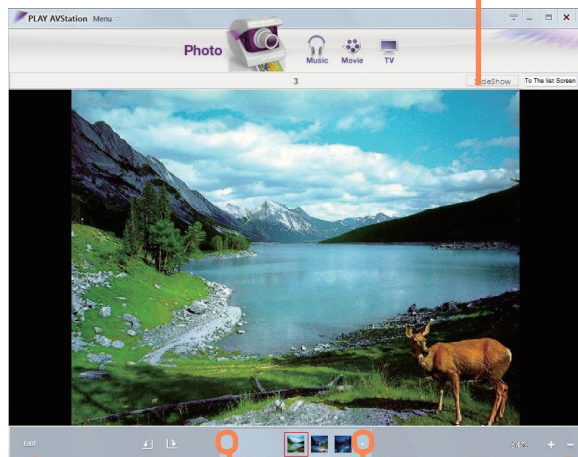 PLAY AVStation Menu
Photo
Music Movie TV
3
SlideShow To The list Screen
Edit